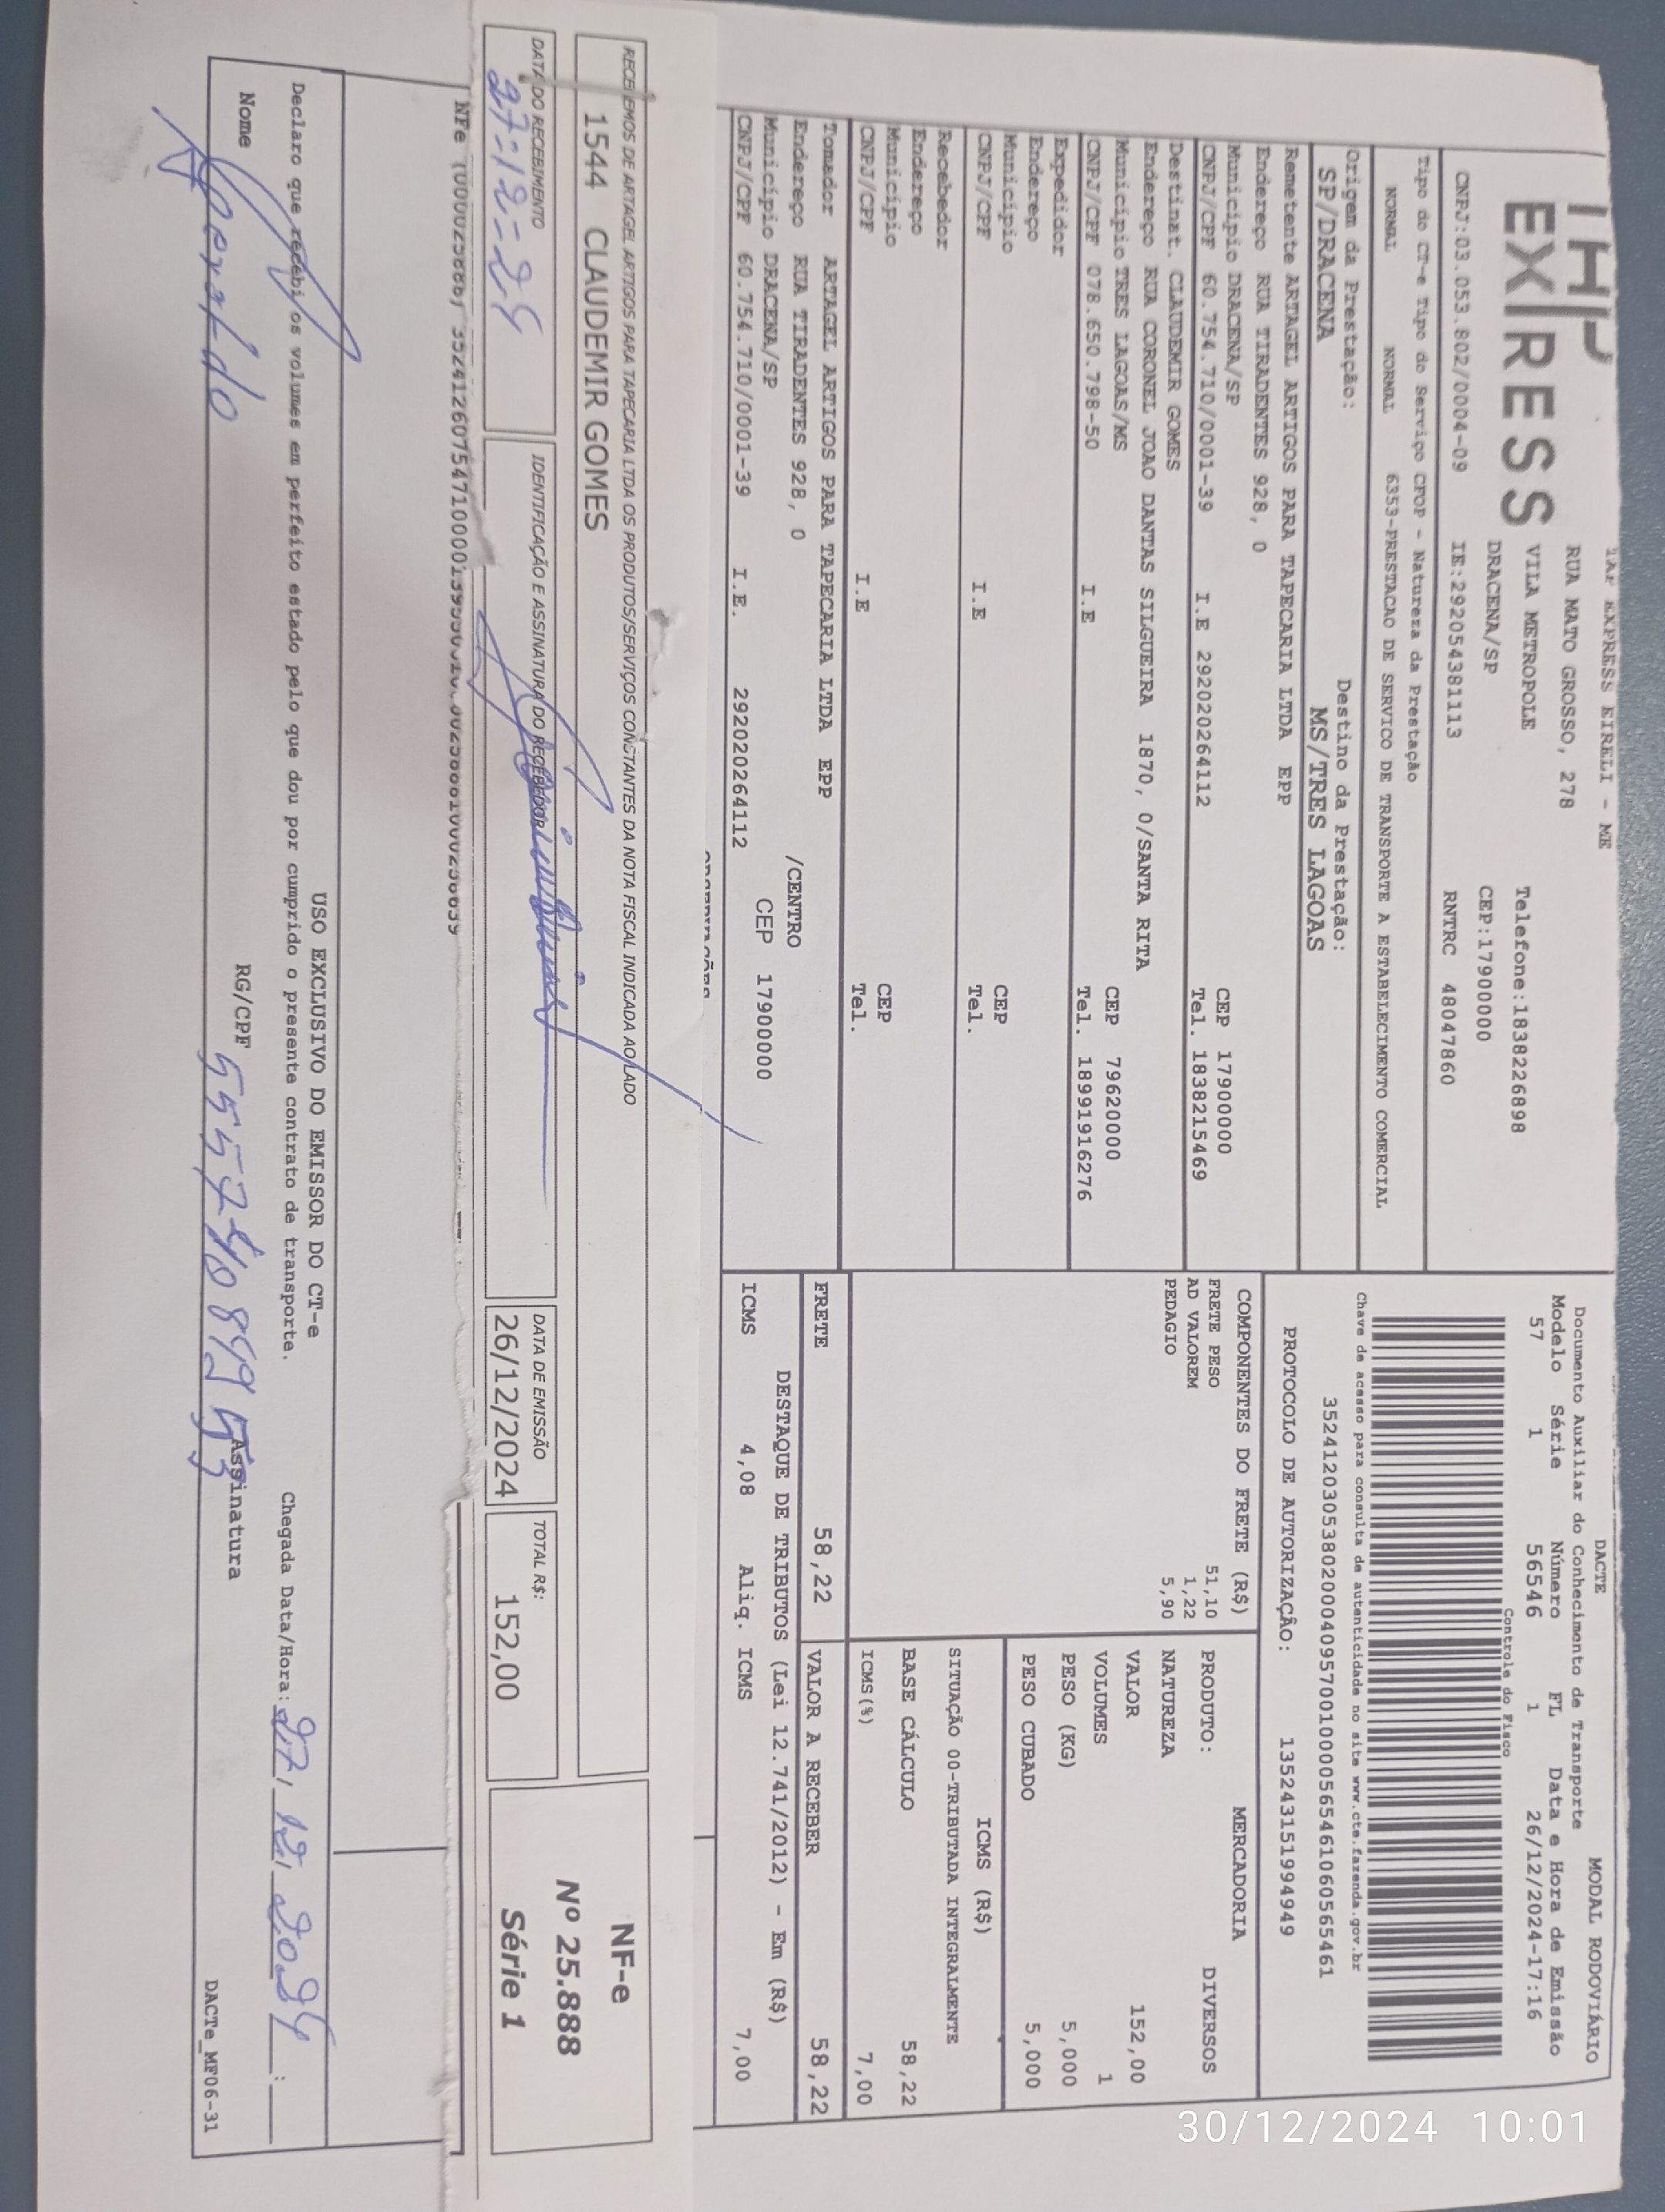 IHP
EXPRESS
IAP EXPRESS EIRELI - ME
RUA MATO GROSSO, 278
VILA METROPOLE
DRACENA/SP
Telefone:1838226898
CEP:17900000
CNPJ:03.053.802/0004-09 IE:292054381113 RNTRC 48047860
Tipo do CT-e Tipo do Serviço CFOP - Natureza da Prestação
NORMAL NORMAL 6353-PRESTACAO DE SERVICO DE TRANSPORTE A ESTABELECIMENTO COMERCIAL
Origem da Prestação: Destino da Prestação:
SP/DRACENA MS/TRES LAGOAS
Remetente ARTAGEL ARTIGOS PARA TAPECARIA LTDA EPP
Endereço RUA TIRADENTES 928, 0
Município DRACENA/SP CEP 17900000
CNPJ/CPF 60.754.710/0001-39 I.E 292020264112 Tel. 1838215469
Destinat. CLAUDEMIR GOMES
Endereço RUA CORONEL JOAO DANTAS SILGUEIRA 1870, 0/SANTA RITA
Município TRES LAGOAS/MS CEP 79620000
CNPJ/CPF 078.650.798-50 I.E Tel. 18991916276
Expedidor
Endereço
Município CEP
CNPJ/CPF I.E Tel.
Recebedor
Endereço
Município CEP
CNPJ/CPF I.E Tel.
Tomador ARTAGEL ARTIGOS PARA TAPECARIA LTDA EPP
Endereço RUA TIRADENTES 928, 0 /CENTRO
Município DRACENA/SP CEP 17900000
CNPJ/CPF 60.754.710/0001-39 I.E. 292020264112
DACTE MODAL RODOVIÁRIO
Documento Auxiliar do Conhecimento de Transporte
Modelo Série Número FL Data e Hora de Emissão
57 1 56546 1 26/12/2024-17:16
Controle do Fisco
Chave de acesso para consulta de autenticidade no site www.cte.fazenda.gov.br
35241203053802000409570010000565461060565461
PROTOCOLO DE AUTORIZAÇÃO: 135243151994949
COMPONENTES DO FRETE (R$)
FRETE PESO 51,10
AD VALOREM 1,22
PEDAGIO 5,90
MERCADORIA
PRODUTO: DIVERSOS
NATUREZA
VALOR 152,00
VOLUMES 1
PESO (KG) 5,000
PESO CUBADO 5,000
ICMS (R$)
SITUAÇÃO 00-TRIBUTADA INTEGRALMENTE
BASE CÁLCULO 58,22
ICMS(%) 7,00
FRETE 58,22 VALOR A RECEBER 58,22
DESTAQUE DE TRIBUTOS (Lei 12.741/2012) - Em (R$)
ICMS 4,08 Aliq. ICMS 7,00
RECEBEMOS DE ARTAGEL ARTIGOS PARA TAPECARIA LTDA OS PRODUTOS/SERVIÇOS CONSTANTES DA NOTA FISCAL INDICADA AO LADO
1544 CLAUDEMIR GOMES
DATA DO RECEBIMENTO IDENTIFICAÇÃO E ASSINATURA DO RECEBEDOR DATA DE EMISSÃO TOTAL R$:
27-12-24 26/12/2024 152,00
NF-e
Nº 25.888
Série 1
USO EXCLUSIVO DO EMISSOR DO CT-e
Declaro que recebi os volumes em perfeito estado pelo que dou por cumprido o presente contrato de transporte. Chegada Data/Hora: 27/12/2024 :
Nome RG/CPF Assinatura
DACTe_MF06-31
30/12/2024 10:01